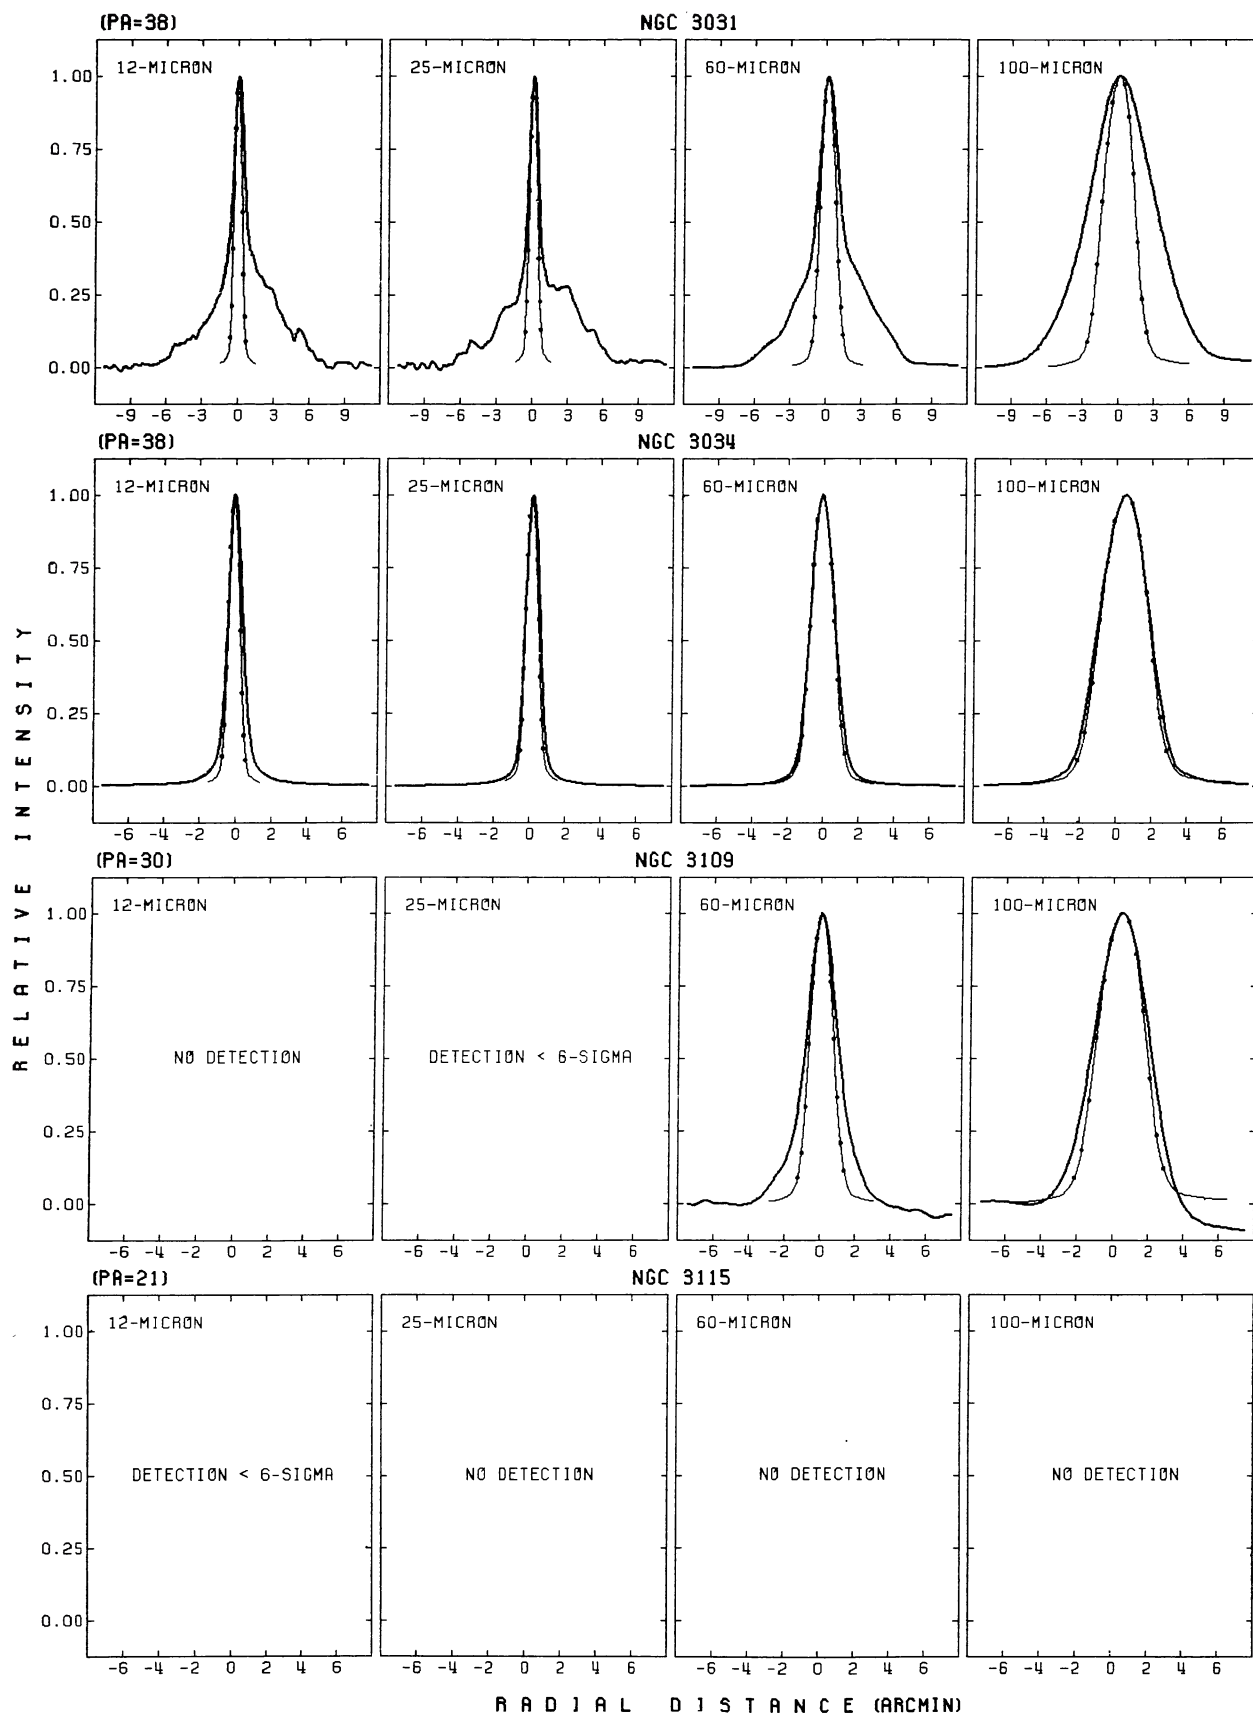 (PA=38) NGC 3031
12-MICRON 25-MICRON 60-MICRON 100-MICRON
1.00
0.75
0.50
0.25
0.00
-9 -6 -3 0 3 6 9 -9 -6 -3 0 3 6 9 -9 -6 -3 0 3 6 9 -9 -6 -3 0 3 6 9
(PA=38) NGC 3034
12-MICRON 25-MICRON 60-MICRON 100-MICRON
1.00
0.75
0.50
0.25
0.00
-6 -4 -2 0 2 4 6 -6 -4 -2 0 2 4 6 -6 -4 -2 0 2 4 6 -6 -4 -2 0 2 4 6
RELATIVE INTENSITY
(PA=30) NGC 3109
12-MICRON 25-MICRON 60-MICRON 100-MICRON
1.00
0.75
0.50
NO DETECTION DETECTION < 6-SIGMA
0.25
0.00
-6 -4 -2 0 2 4 6 -6 -4 -2 0 2 4 6 -6 -4 -2 0 2 4 6 -6 -4 -2 0 2 4 6
(PA=21) NGC 3115
12-MICRON 25-MICRON 60-MICRON 100-MICRON
1.00
0.75
0.50
DETECTION < 6-SIGMA NO DETECTION NO DETECTION NO DETECTION
0.25
0.00
-6 -4 -2 0 2 4 6 -6 -4 -2 0 2 4 6 -6 -4 -2 0 2 4 6 -6 -4 -2 0 2 4 6
RADIAL DISTANCE (ARCMIN)